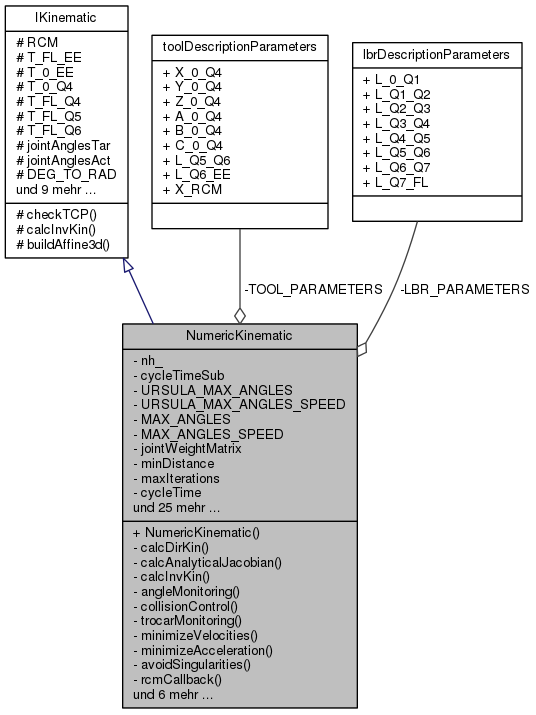 IKinematic
# RCM
# T_FL_EE
# T_0_EE
# T_0_Q4
# T_FL_Q4
# T_FL_Q5
# T_FL_Q6
# jointAnglesTar
# jointAnglesAct
# DEG_TO_RAD
und 9 mehr ...
# checkTCP()
# calcInvKin()
# buildAffine3d()
toolDescriptionParameters
+ X_0_Q4
+ Y_0_Q4
+ Z_0_Q4
+ A_0_Q4
+ B_0_Q4
+ C_0_Q4
+ L_Q5_Q6
+ L_Q6_EE
+ X_RCM
lbrDescriptionParameters
+ L_0_Q1
+ L_Q1_Q2
+ L_Q2_Q3
+ L_Q3_Q4
+ L_Q4_Q5
+ L_Q5_Q6
+ L_Q6_Q7
+ L_Q7_FL
-TOOL_PARAMETERS
-LBR_PARAMETERS
NumericKinematic
- nh_
- cycleTimeSub
- URSULA_MAX_ANGLES
- URSULA_MAX_ANGLES_SPEED
- MAX_ANGLES
- MAX_ANGLES_SPEED
- jointWeightMatrix
- minDistance
- maxIterations
- cycleTime
und 25 mehr ...
+ NumericKinematic()
- calcDirKin()
- calcAnalyticalJacobian()
- calcInvKin()
- angleMonitoring()
- collisionControl()
- trocarMonitoring()
- minimizeVelocities()
- minimizeAcceleration()
- avoidSingularities()
- rcmCallback()
und 6 mehr ...